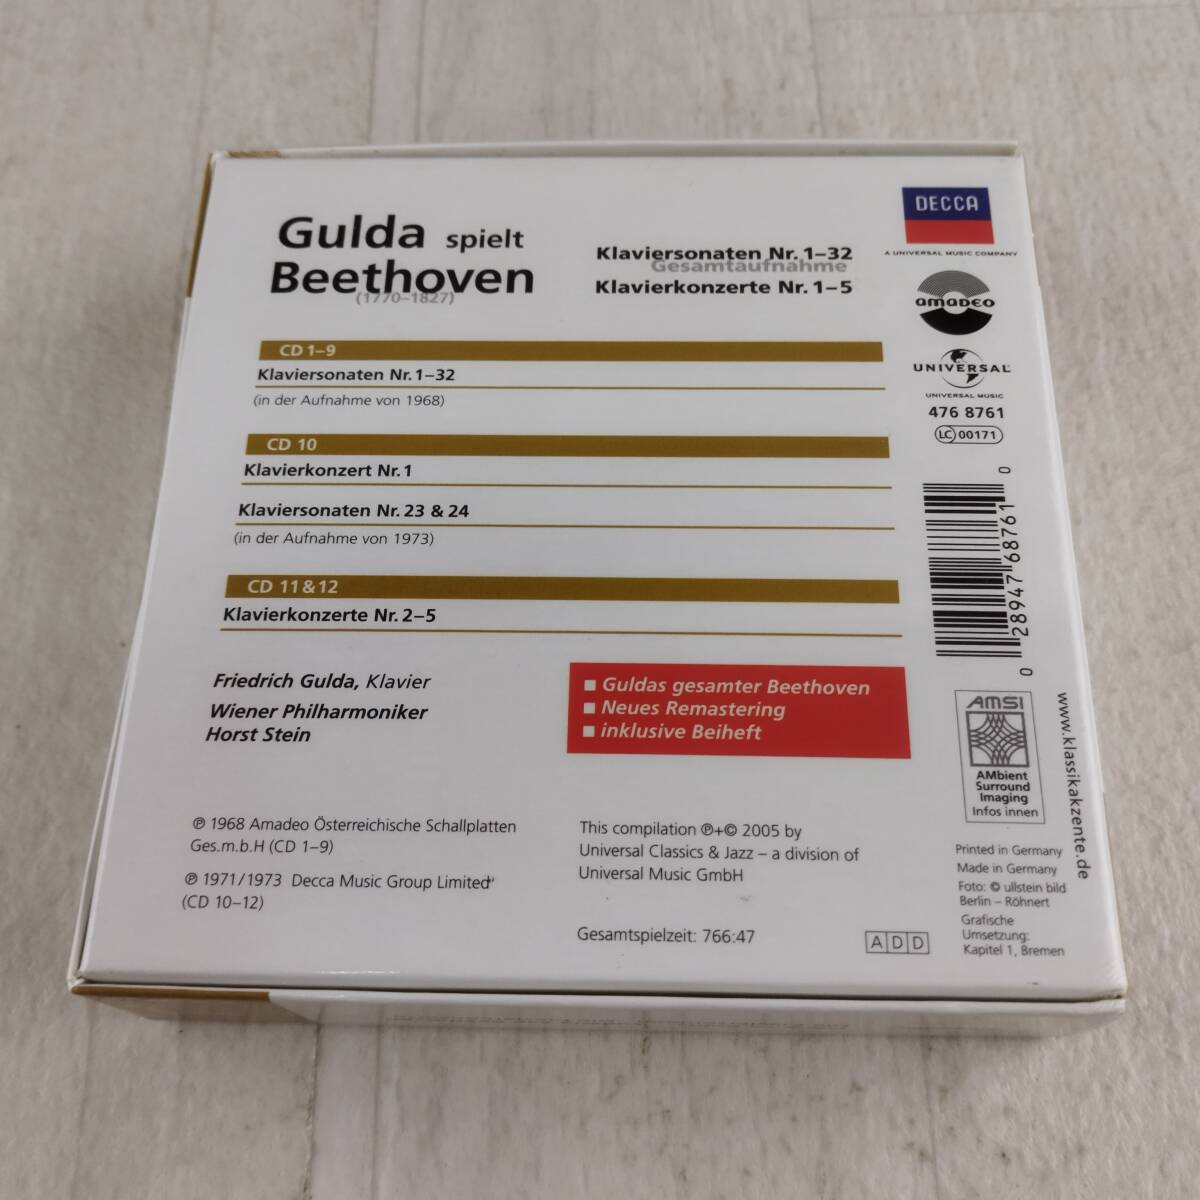 Gulda spielt
Beethoven
(1770–1827)
Klaviersonaten Nr. 1–32
Gesamtaufnahme
Klavierkonzerte Nr. 1–5
DECCA
A UNIVERSAL MUSIC COMPANY
amadeo
UNIVERSAL
UNIVERSAL MUSIC
476 8761
LC 00171
CD 1–9
Klaviersonaten Nr. 1–32
(in der Aufnahme von 1968)
CD 10
Klavierkonzert Nr. 1
Klaviersonaten Nr. 23 & 24
(in der Aufnahme von 1973)
CD 11 & 12
Klavierkonzerte Nr. 2–5
0 28947 68761 0
Friedrich Gulda, Klavier
Wiener Philharmoniker
Horst Stein
■ Guldas gesamter Beethoven
■ Neues Remastering
■ inklusive Beiheft
AMSI
AMbient
Surround
Imaging
Infos innen
www.klassikakzente.de
℗ 1968 Amadeo Österreichische Schallplatten
Ges.m.b.H (CD 1–9)
℗ 1971/1973 Decca Music Group Limited
(CD 10–12)
This compilation ℗+© 2005 by
Universal Classics & Jazz – a division of
Universal Music GmbH
Gesamtspielzeit: 766:47
ADD
Printed in Germany
Made in Germany
Foto: © ullstein bild
Berlin – Röhnert
Grafische
Umsetzung:
Kapitel 1, Bremen